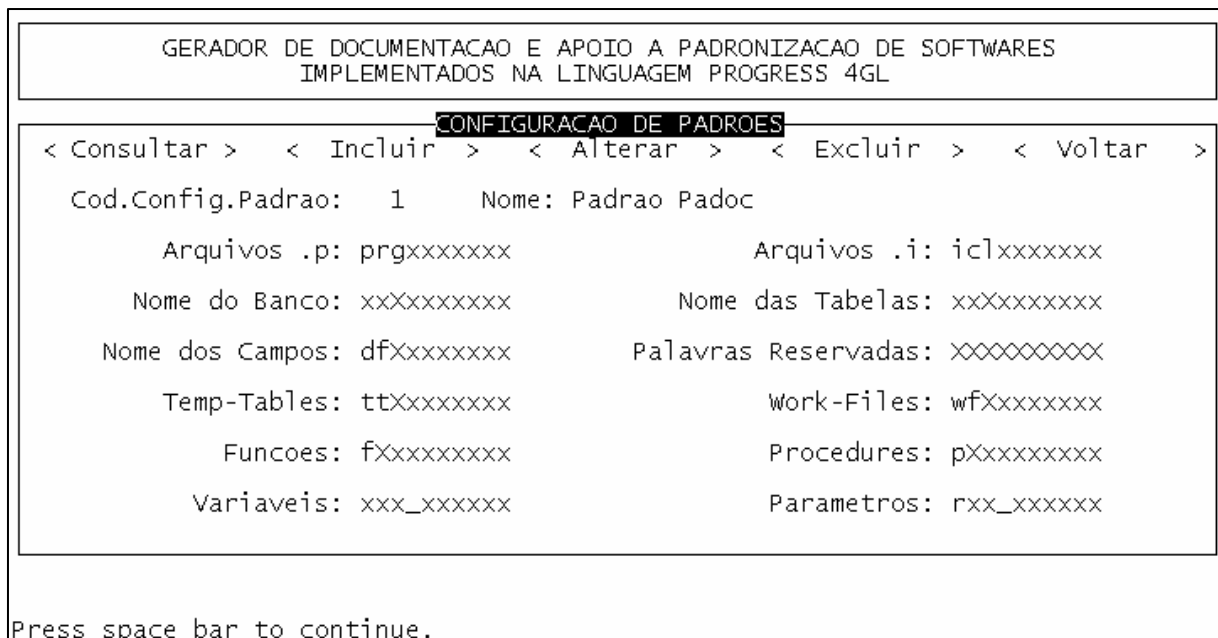 GERADOR DE DOCUMENTACAO E APOIO A PADRONIZACAO DE SOFTWARES
IMPLEMENTADOS NA LINGUAGEM PROGRESS 4GL
CONFIGURACAO DE PADROES
< Consultar > < Incluir > < Alterar > < Excluir > < Voltar >
Cod.Config.Padrao: 1 Nome: Padrao Padoc
Arquivos .p: prgxxxxxxx Arquivos .i: iclxxxxxxx
Nome do Banco: xxXxxxxxxx Nome das Tabelas: xxXxxxxxxx
Nome dos Campos: dfXxxxxxxx Palavras Reservadas: XXXXXXXXXX
Temp-Tables: ttXxxxxxxx Work-Files: wfXxxxxxxx
Funcoes: fXxxxxxxxx Procedures: pXxxxxxxxx
Variaveis: xxx_xxxxxx Parametros: rxx_xxxxxx
Press space bar to continue.